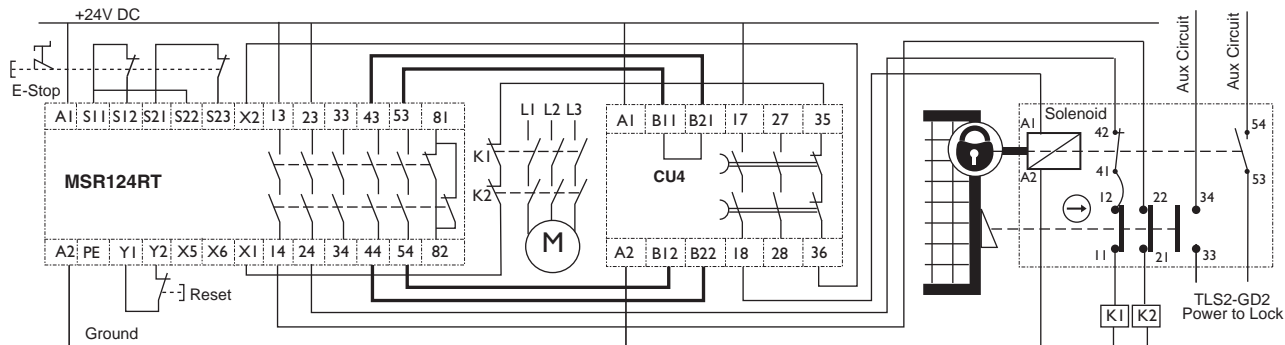 +24V DC
E-Stop
A1 S11 S12 S21 S22 S23 X2 13 23 33 43 53 81
MSR124RT
A2 PE Y1 Y2 X5 X6 X1 14 24 34 44 54 82
Reset
Ground
L1 L2 L3
K1
K2
M
A1 B11 B21 17 27 35
CU4
A2 B12 B22 18 28 36
Aux Circuit
Aux Circuit
Solenoid
A1
A2
42
41
54
53
12 22 34
11 21 33
K1 K2
TLS2-GD2
Power to Lock